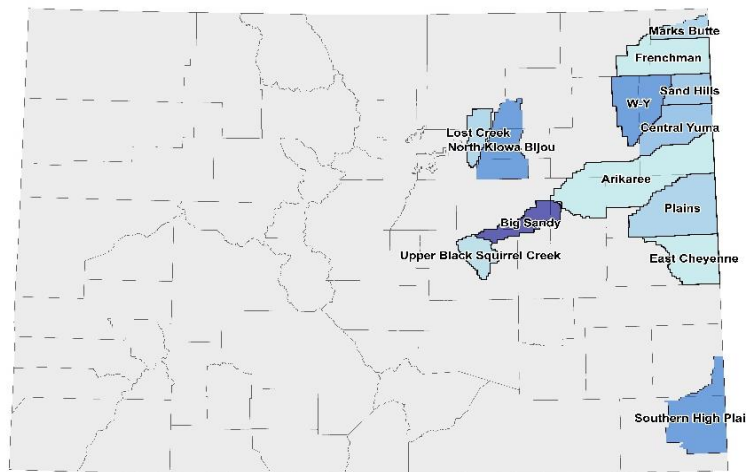 Marks Butte
Frenchman
Sand Hills
W-Y
Central Yuma
Lost Creek
North Kiowa Bijou
Arikaree
Plains
Big Sandy
Upper Black Squirrel Creek
East Cheyenne
Southern High Plai